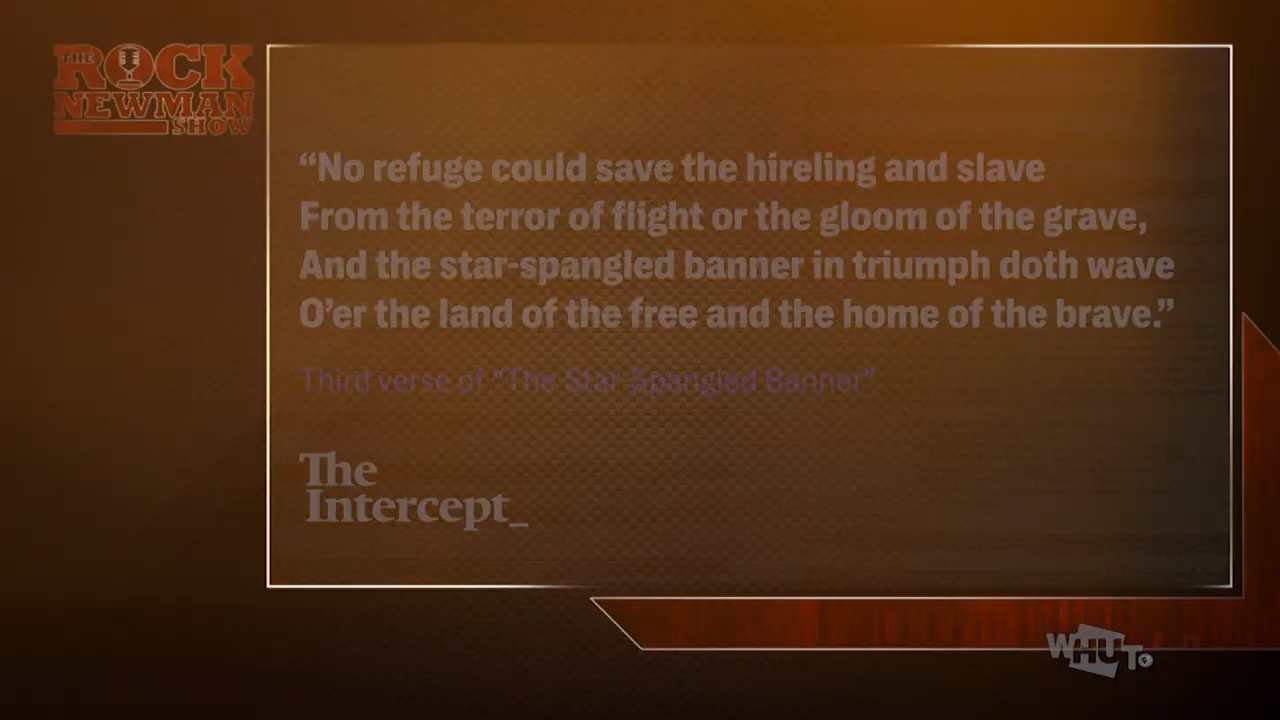 THE
ROCK
NEWMAN
SHOW
“No refuge could save the hireling and slave
From the terror of flight or the gloom of the grave,
And the star-spangled banner in triumph doth wave
O’er the land of the free and the home of the brave.”
Third verse of “The Star-Spangled Banner”
The
Intercept_
WHUT